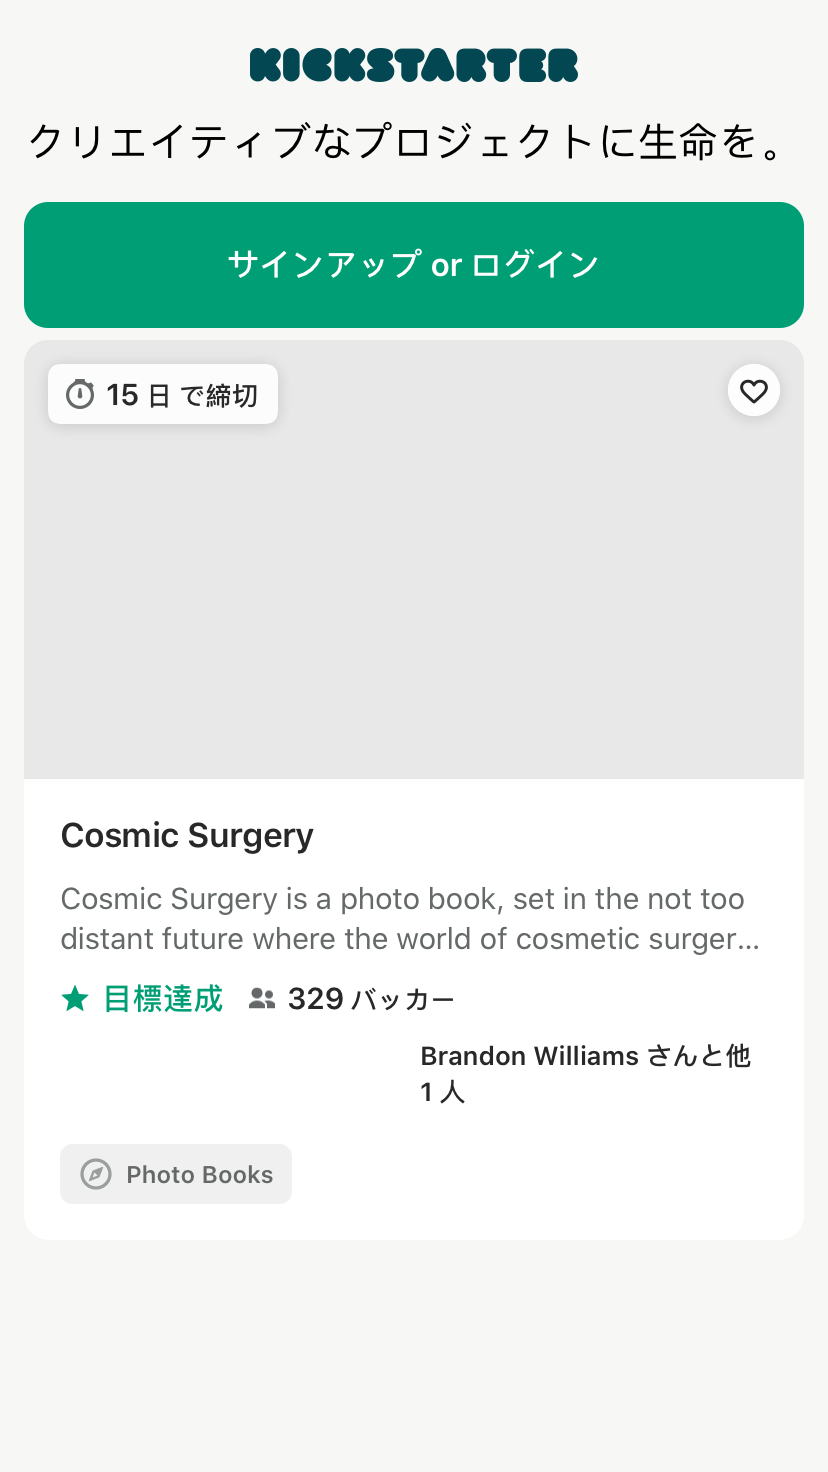 KICKSTARTER
クリエイティブなプロジェクトに生命を。
サインアップ or ログイン
15 日 で締切
Cosmic Surgery
Cosmic Surgery is a photo book, set in the not too
distant future where the world of cosmetic surger…
目標達成 329 バッカー
Brandon Williams さんと他
1 人
Photo Books